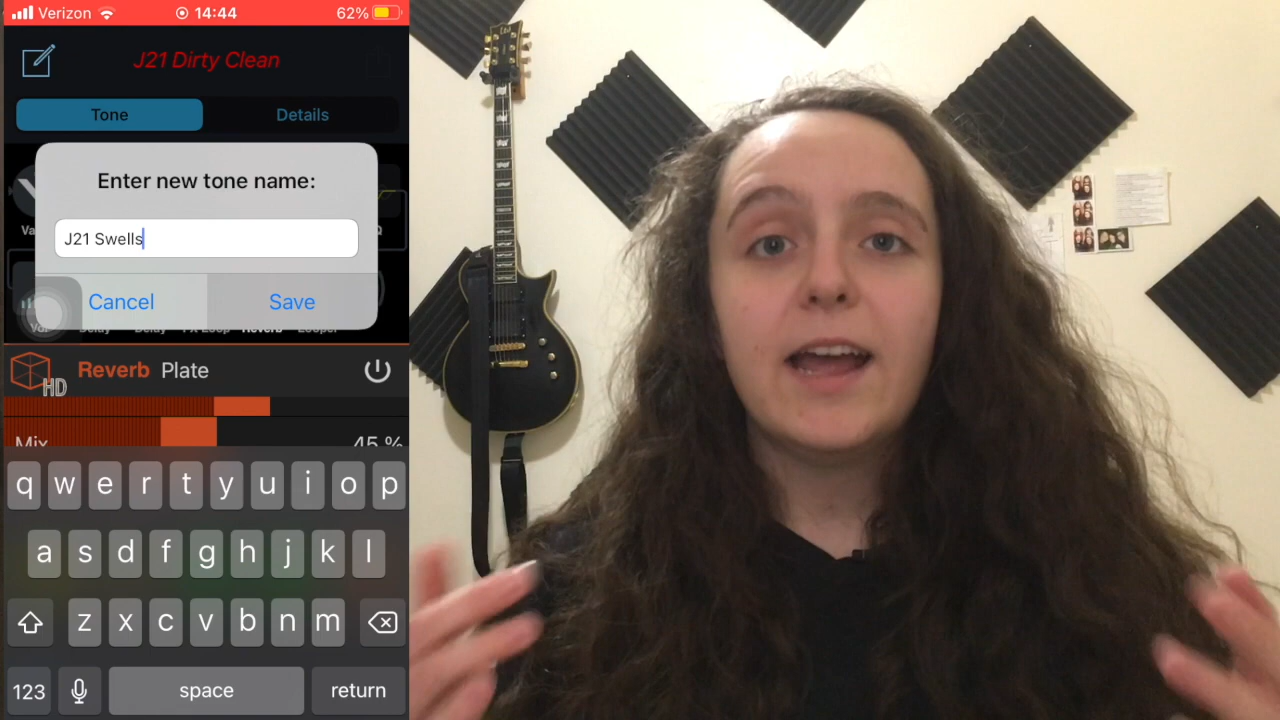 Verizon 14:44 62%
J21 Dirty Clean
Tone Details
Enter new tone name:
J21 Swells
Cancel Save
Reverb Plate
HD
Mix 45 %
q w e r t y u i o p
a s d f g h j k l
z x c v b n m
123 space return